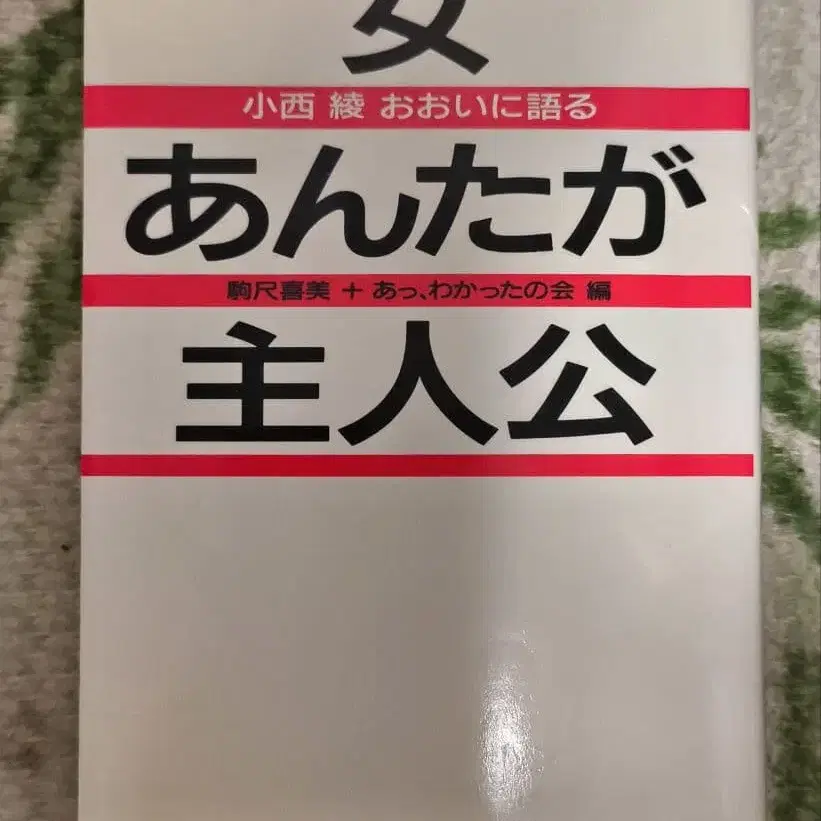 女
小西 綾 おおいに語る
あんたが
駒尺喜美 + あっ、わかったの会 編
主人公